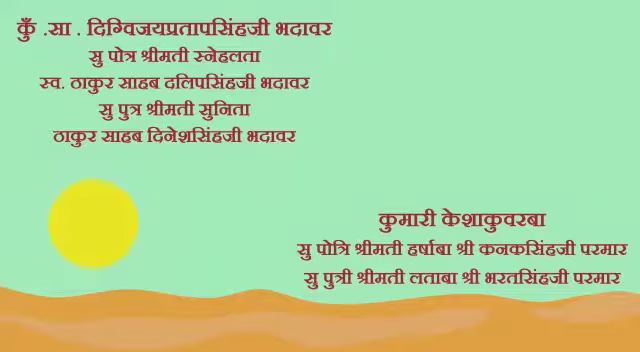 कुँ .सा . दिग्विजयप्रतापसिंहजी भदावर
सु पोत्र श्रीमती स्नेहलता
स्व. ठाकुर साहब दलिपसिंहजी भदावर
सु पुत्र श्रीमती सुनिता
ठाकुर साहब दिनेशसिंहजी भदावर
कुमारी केशाकुवरबा
सु पोत्रि श्रीमती हर्षाबा श्री कनकसिंहजी परमार
सु पुत्री श्रीमती लताबा श्री भरतसिंहजी परमार